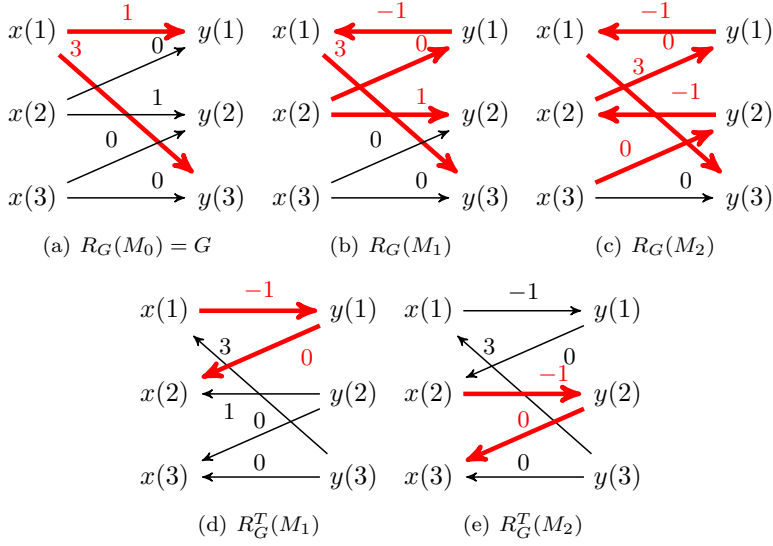 1 −1 −1
x(1) y(1) x(1) y(1) x(1) y(1)
3 0 3 0 0
3
1 1 −1
x(2) y(2) x(2) y(2) x(2) y(2)
0 0 0
0 0 0
x(3) y(3) x(3) y(3) x(3) y(3)
(a) R_G(M_0) = G (b) R_G(M_1) (c) R_G(M_2)
−1 −1
x(1) y(1) x(1) y(1)
3 0 3 0
−1
x(2) y(2) x(2) y(2)
1 0 0
0 0
x(3) y(3) x(3) y(3)
(d) R_G^T(M_1) (e) R_G^T(M_2)